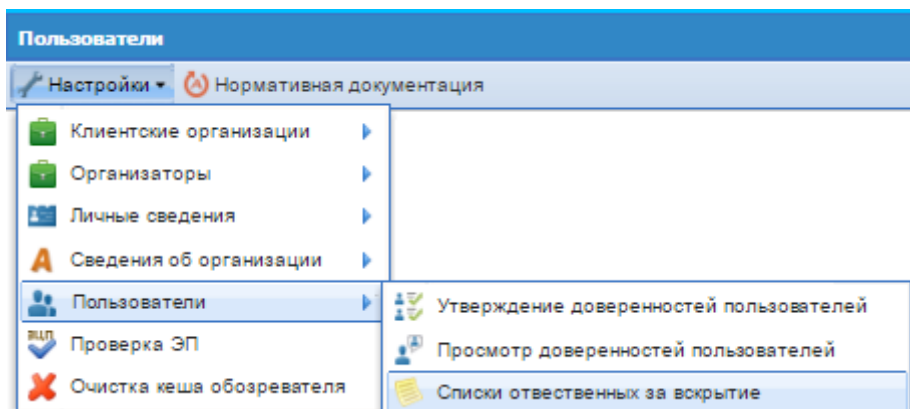 Пользователи
Настройки Нормативная документация
Клиентские организации
Организаторы
Личные сведения
Сведения об организации
Пользователи
Утверждение доверенностей пользователей
Проверка ЭП
Просмотр доверенностей пользователей
Очистка кеша обозревателя
Списки отвественных за вскрытие